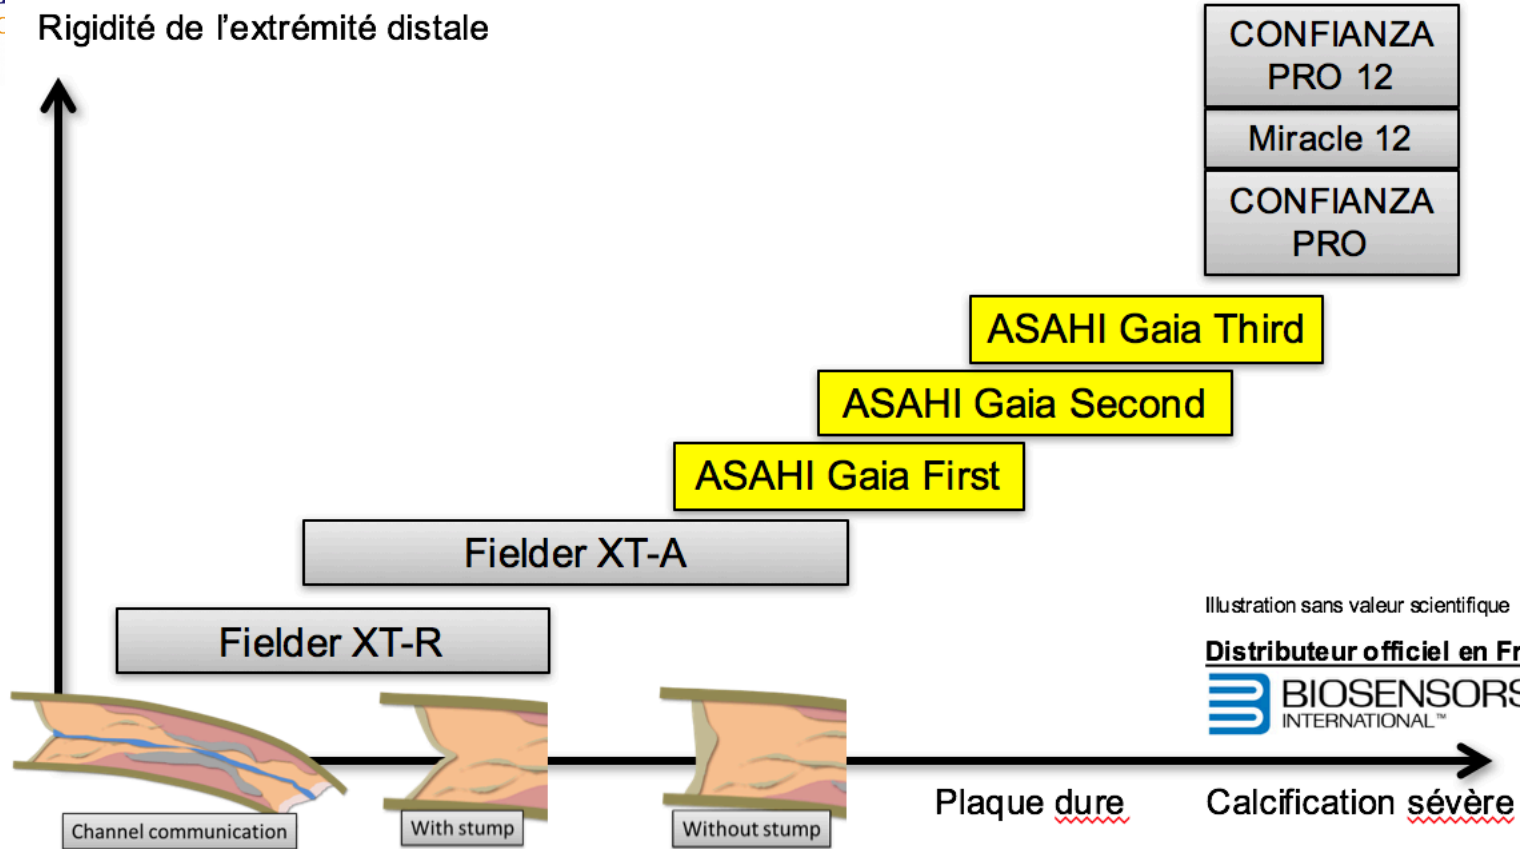 Rigidité de l'extrémité distale
CONFIANZA
PRO 12
Miracle 12
CONFIANZA
PRO
ASAHI Gaia Third
ASAHI Gaia Second
ASAHI Gaia First
Fielder XT-A
Fielder XT-R
Illustration sans valeur scientifique
Distributeur officiel en Fr
BIOSENSORS
INTERNATIONAL™
Plaque dure
Calcification sévère
Channel communication
With stump
Without stump